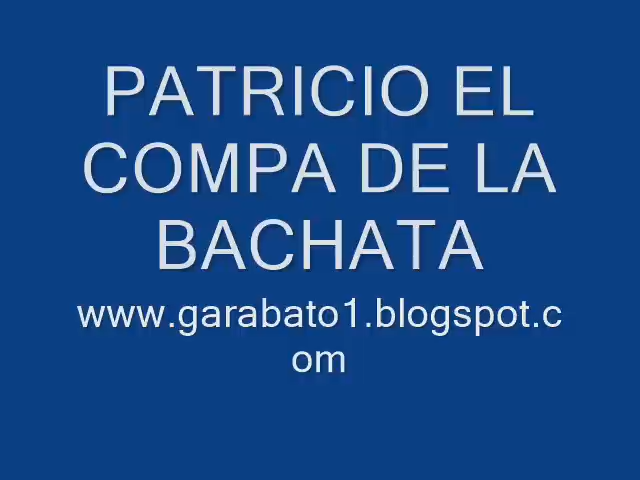 PATRICIO EL
COMPA DE LA
BACHATA
www.garabato1.blogspot.c
om